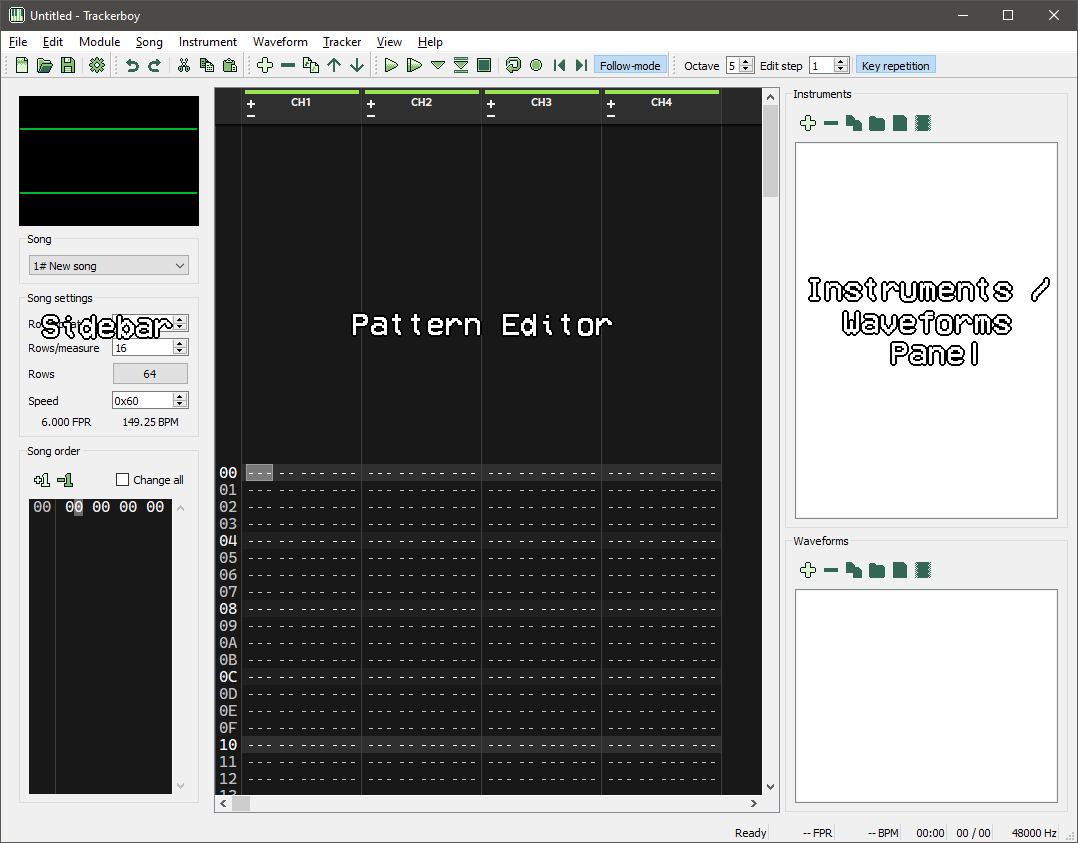 Untitled - Trackerboy
File Edit Module Song Instrument Waveform Tracker View Help
Follow-mode Octave 5 Edit step 1 Key repetition
CH1 CH2 CH3 CH4
Song
1# New song
Song settings
Sidebar
Rows/measure 16
Rows 64
Speed 0x60
6.000 FPR 149.25 BPM
Song order
+1 -1 Change all
00 00 00 00 00
Pattern Editor
00 --- -- --- --- --- --- -- --- --- --- --- -- --- --- --- --- -- --- --- ---
01 --- -- --- --- --- --- -- --- --- --- --- -- --- --- --- --- -- --- --- ---
02 --- -- --- --- --- --- -- --- --- --- --- -- --- --- --- --- -- --- --- ---
03 --- -- --- --- --- --- -- --- --- --- --- -- --- --- --- --- -- --- --- ---
04 --- -- --- --- --- --- -- --- --- --- --- -- --- --- --- --- -- --- --- ---
05 --- -- --- --- --- --- -- --- --- --- --- -- --- --- --- --- -- --- --- ---
06 --- -- --- --- --- --- -- --- --- --- --- -- --- --- --- --- -- --- --- ---
07 --- -- --- --- --- --- -- --- --- --- --- -- --- --- --- --- -- --- --- ---
08 --- -- --- --- --- --- -- --- --- --- --- -- --- --- --- --- -- --- --- ---
09 --- -- --- --- --- --- -- --- --- --- --- -- --- --- --- --- -- --- --- ---
0A --- -- --- --- --- --- -- --- --- --- --- -- --- --- --- --- -- --- --- ---
0B --- -- --- --- --- --- -- --- --- --- --- -- --- --- --- --- -- --- --- ---
0C --- -- --- --- --- --- -- --- --- --- --- -- --- --- --- --- -- --- --- ---
0D --- -- --- --- --- --- -- --- --- --- --- -- --- --- --- --- -- --- --- ---
0E --- -- --- --- --- --- -- --- --- --- --- -- --- --- --- --- -- --- --- ---
0F --- -- --- --- --- --- -- --- --- --- --- -- --- --- --- --- -- --- --- ---
10 --- -- --- --- --- --- -- --- --- --- --- -- --- --- --- --- -- --- --- ---
11 --- -- --- --- --- --- -- --- --- --- --- -- --- --- --- --- -- --- --- ---
12 --- -- --- --- --- --- -- --- --- --- --- -- --- --- --- --- -- --- --- ---
Instruments
Instruments /
Waveforms
Panel
Waveforms
Ready -- FPR -- BPM 00:00 00 / 00 48000 Hz